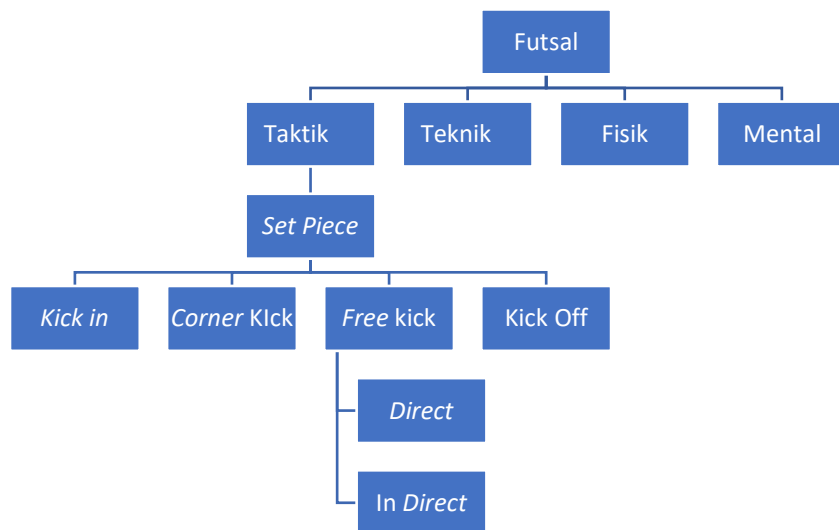 Futsal
Taktik
Teknik
Fisik
Mental
Set Piece
Kick in
Corner KIck
Free kick
Kick Off
Direct
In Direct